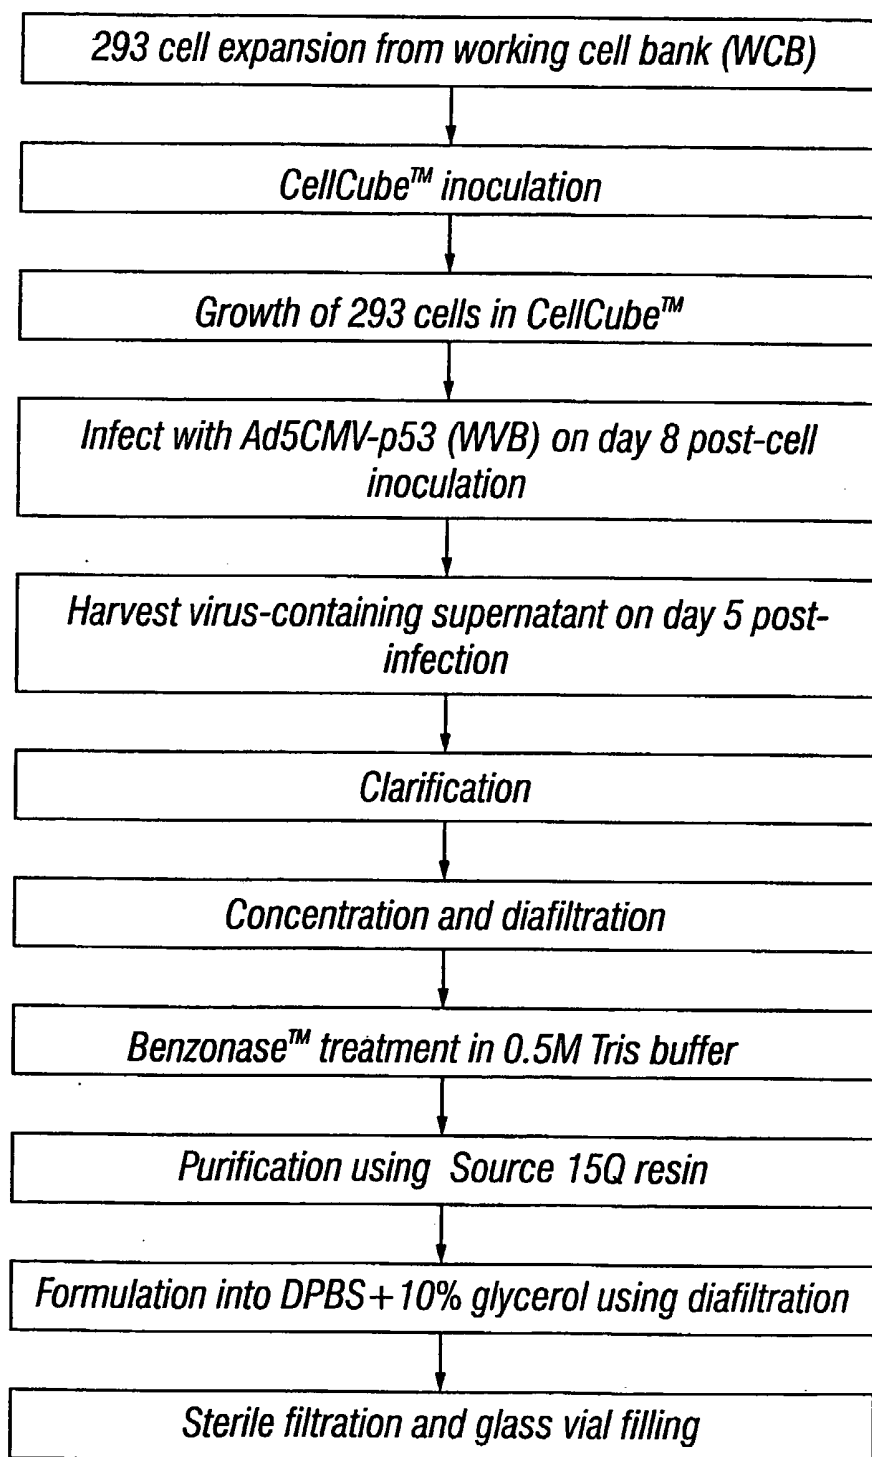 293 cell expansion from working cell bank (WCB)
CellCube™ inoculation
Growth of 293 cells in CellCube™
Infect with Ad5CMV-p53 (WVB) on day 8 post-cell
inoculation
Harvest virus-containing supernatant on day 5 post-
infection
Clarification
Concentration and diafiltration
Benzonase™ treatment in 0.5M Tris buffer
Purification using Source 15Q resin
Formulation into DPBS+10% glycerol using diafiltration
Sterile filtration and glass vial filling